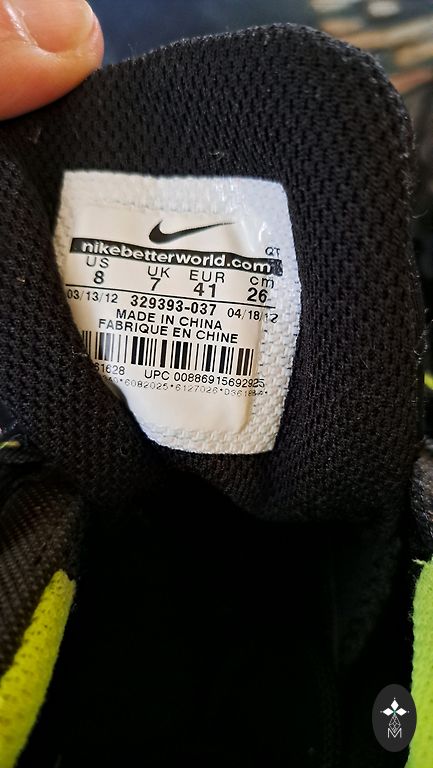 nikebetterworld.com QT
US UK EUR cm
8 7 41 26
03/13/12 329393-037 04/18/12
MADE IN CHINA
FABRIQUE EN CHINE
UPC 00886915692925